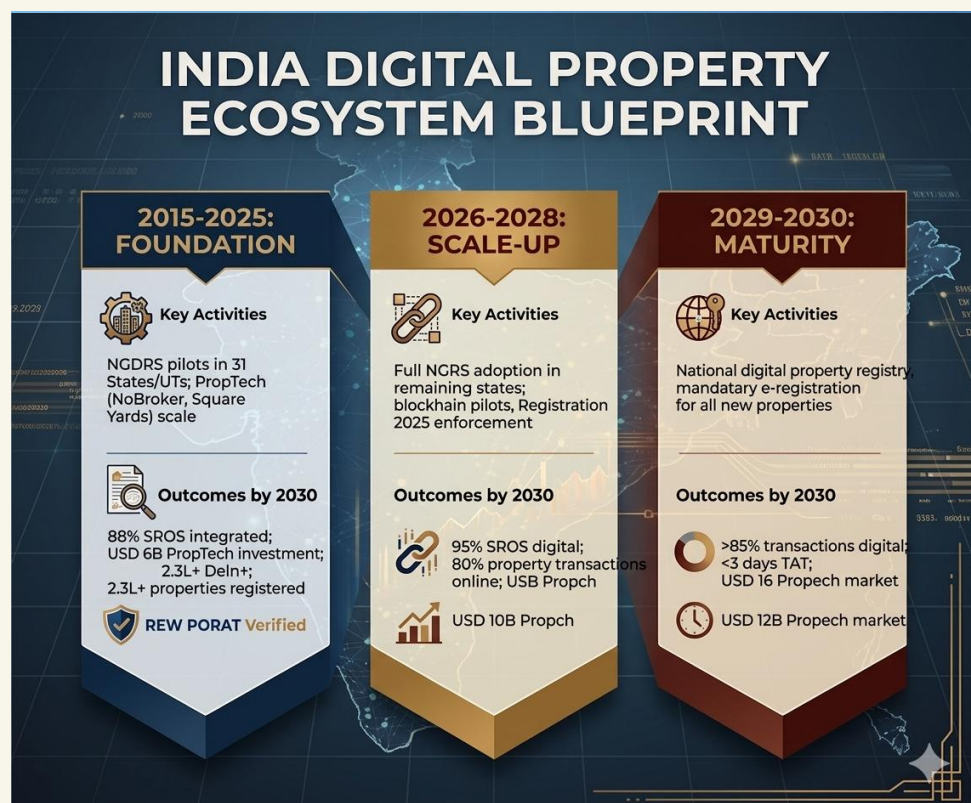 INDIA DIGITAL PROPERTY
ECOSYSTEM BLUEPRINT
2015-2025:
FOUNDATION
Key Activities
NGDRS pilots in 31
States/UTs; PropTech
(NoBroker, Square
Yards) scale
Outcomes by 2030
88% SROS integrated;
USD 6B PropTech investment;
2.3L+ Deln+;
2.3L+ properties registered
REW PORAT Verified
2026-2028:
SCALE-UP
Key Activities
Full NGRS adoption in
remaining states;
blockhain pilots, Registration
2025 enforcement
Outcomes by 2030
95% SROS digital;
80% property transactions
online; USB Propch
USD 10B Propch
2029-2030:
MATURITY
Key Activities
National digital property registry,
mandatary e-registration
for all new properties
Outcomes by 2030
>85% transactions digital;
<3 days TAT;
USD 16 Propech market
USD 12B Propech market